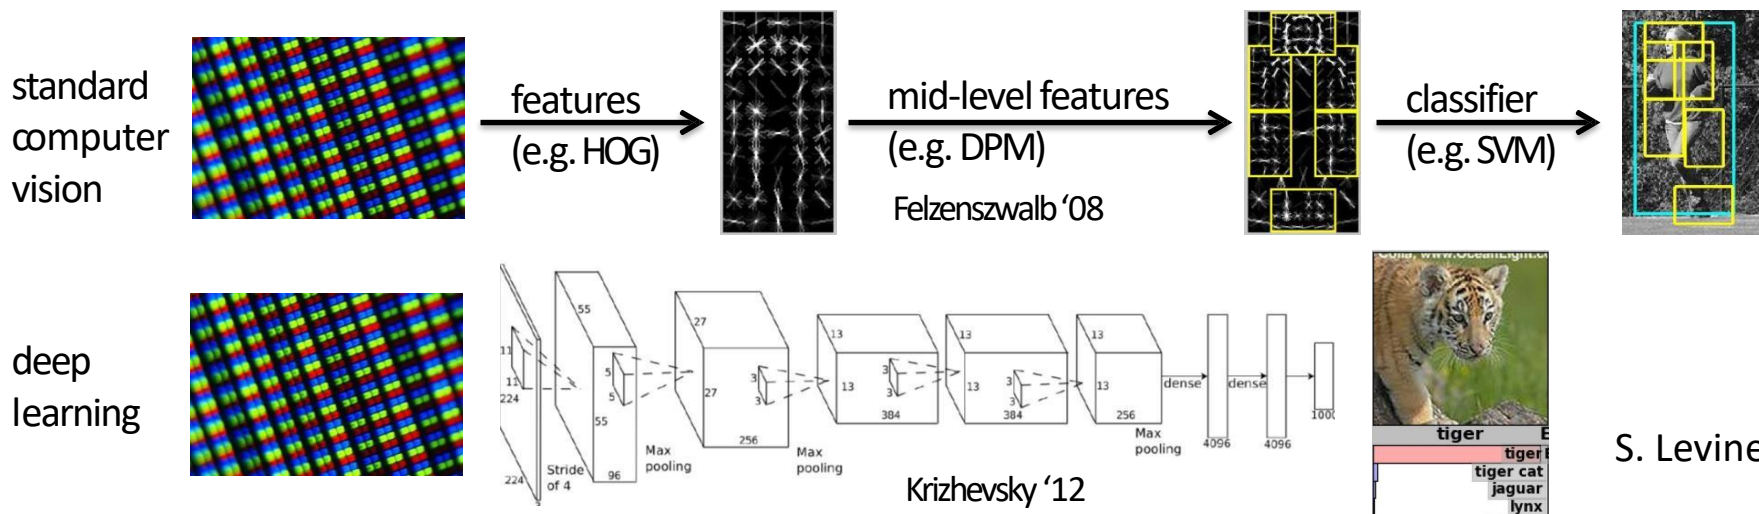 standard
computer
vision
features
(e.g. HOG)
mid-level features
(e.g. DPM)
Felzenszwalb ‘08
classifier
(e.g. SVM)
deep
learning
11
11
224
224
3
Stride
of 4
55
55
96
5
5
Max
pooling
27
27
256
3
3
Max
pooling
13
13
384
3
3
13
13
384
3
3
13
13
256
Max
pooling
dense
4096
dense
4096
1000
Krizhevsky ‘12
tiger
E
tiger
tiger cat
jaguar
lynx
S. Levine